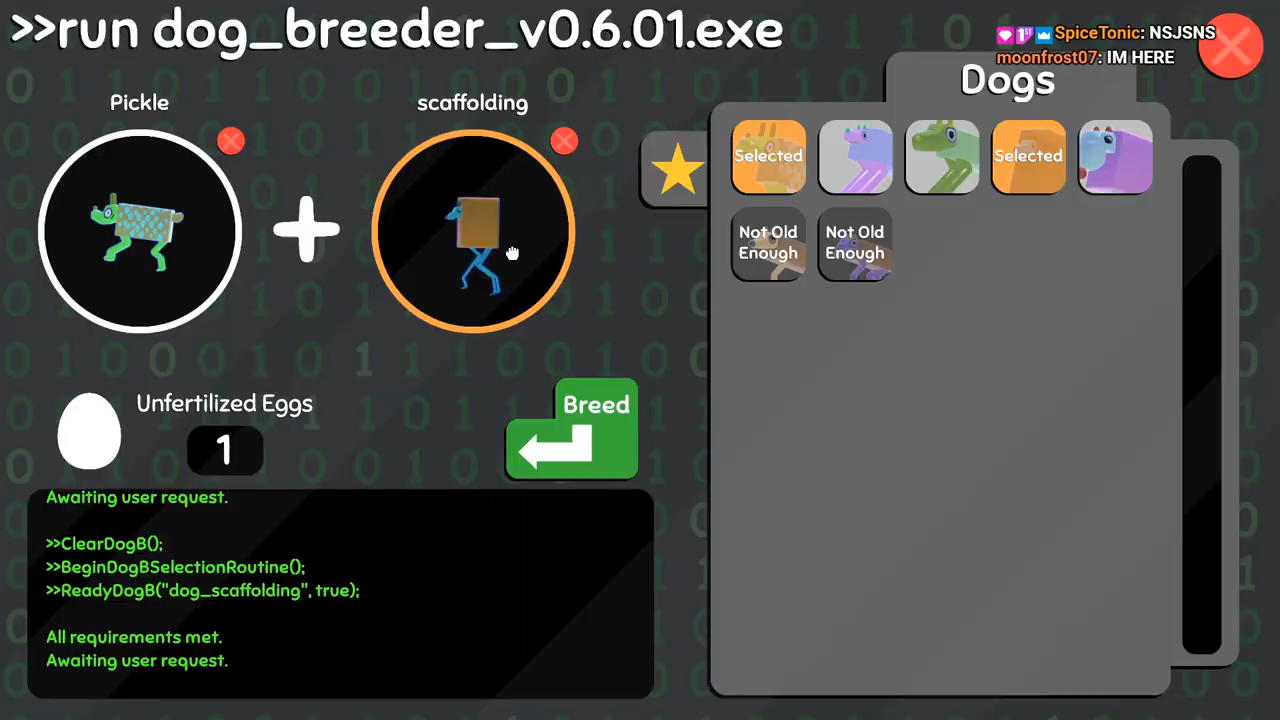 >>run dog_breeder_v0.6.01.exe
SpiceTonic: NSJSNS
moonfrost07: IM HERE
Pickle
scaffolding
Dogs
Selected
Selected
Not Old
Enough
Not Old
Enough
Unfertilized Eggs
1
Breed
Awaiting user request.
>>ClearDogB();
>>BeginDogBSelectionRoutine();
>>ReadyDogB("dog_scaffolding", true);
All requirements met.
Awaiting user request.